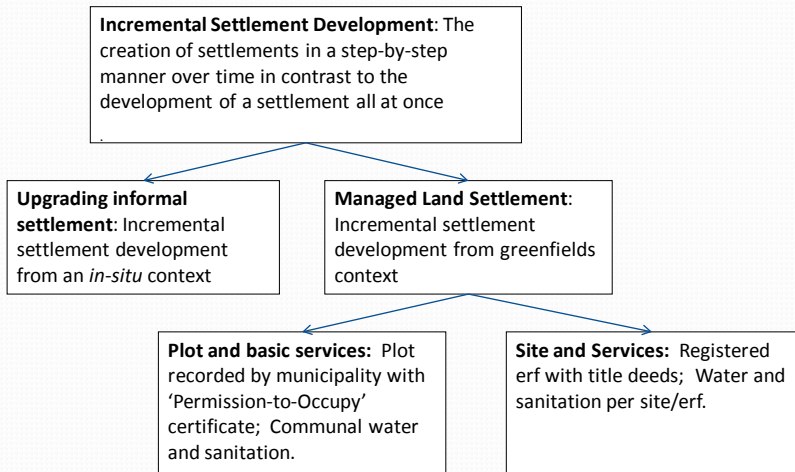 Incremental Settlement Development: The
creation of settlements in a step-by-step
manner over time in contrast to the
development of a settlement all at once
.
Upgrading informal
settlement: Incremental
settlement development
from an in-situ context
Managed Land Settlement:
Incremental settlement
development from greenfields
context
Plot and basic services: Plot
recorded by municipality with
‘Permission-to-Occupy’
certificate; Communal water
and sanitation.
Site and Services: Registered
erf with title deeds; Water and
sanitation per site/erf.